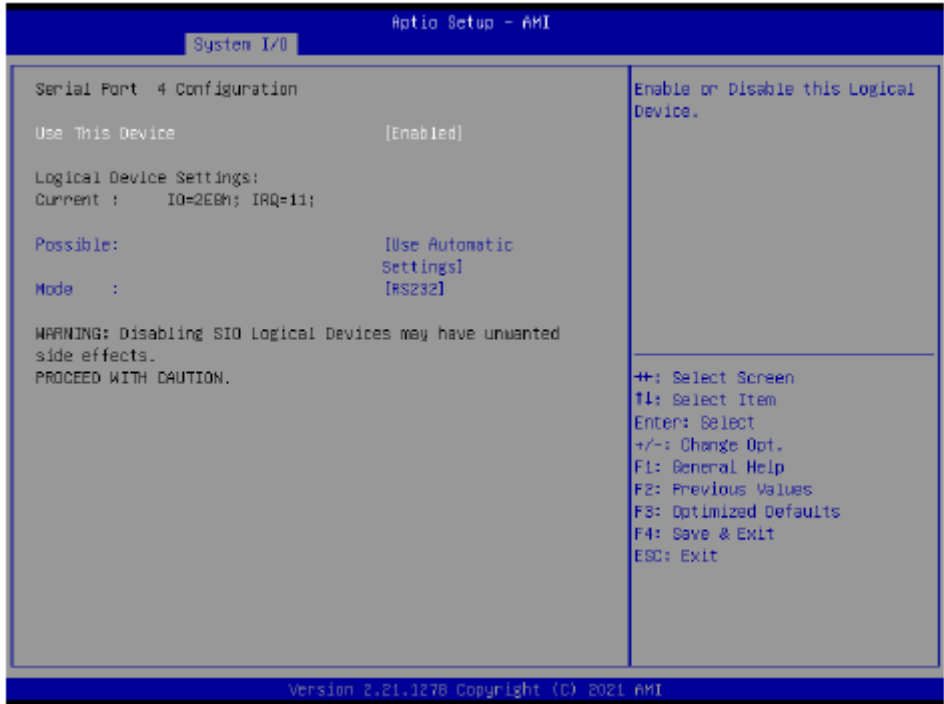 Aptio Setup - AMI
System I/O
Serial Port 4 Configuration
Use This Device [Enabled]
Logical Device Settings:
Current : IO=2E8h; IRQ=11;
Possible: [Use Automatic
Settings]
Mode : [RS232]
WARNING: Disabling SIO Logical Devices may have unwanted
side effects.
PROCEED WITH CAUTION.
Enable or Disable this Logical
Device.
→←: Select Screen
↑↓: Select Item
Enter: Select
+/-: Change Opt.
F1: General Help
F2: Previous Values
F3: Optimized Defaults
F4: Save & Exit
ESC: Exit
Version 2.21.1278 Copyright (C) 2021 AMI